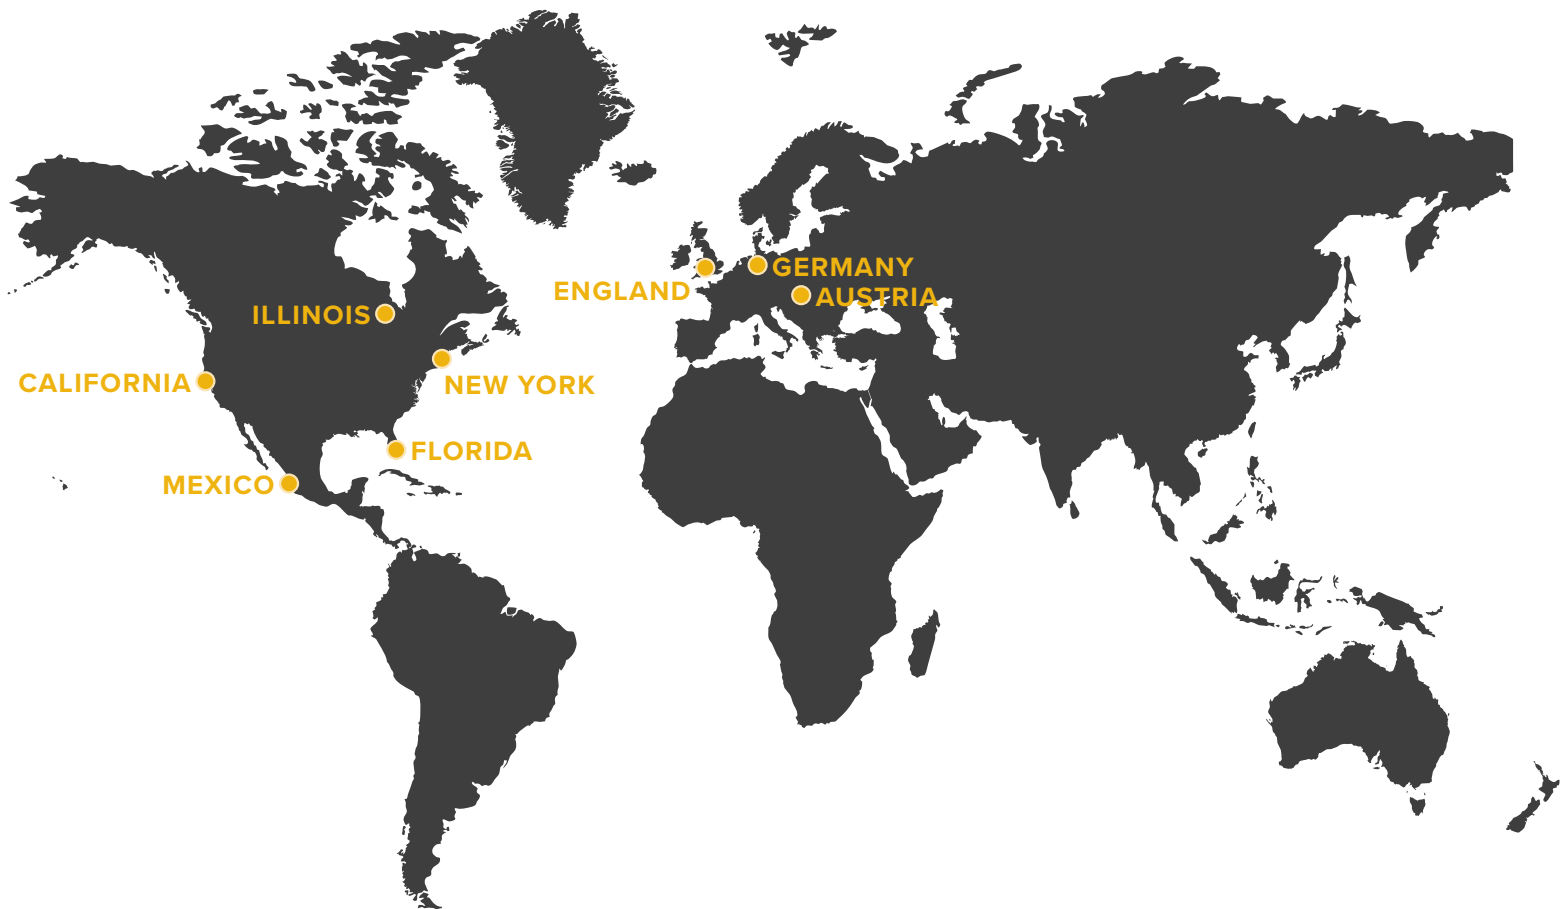 GERMANY
ENGLAND
AUSTRIA
ILLINOIS
CALIFORNIA
NEW YORK
FLORIDA
MEXICO